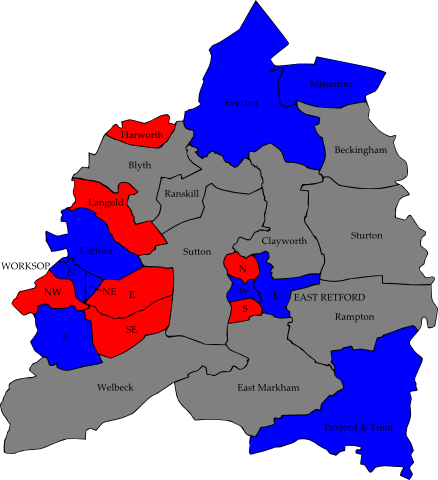 Misterton
Everton
Harworth
Beckingham
Blyth
Ranskill
Langold
Sturton
Clayworth
Carlton
Sutton
WORKSOP
N
N
NW
NE
E
W
E
EAST RETFORD
S
Rampton
SE
S
Welbeck
East Markham
Tuxford & Trent